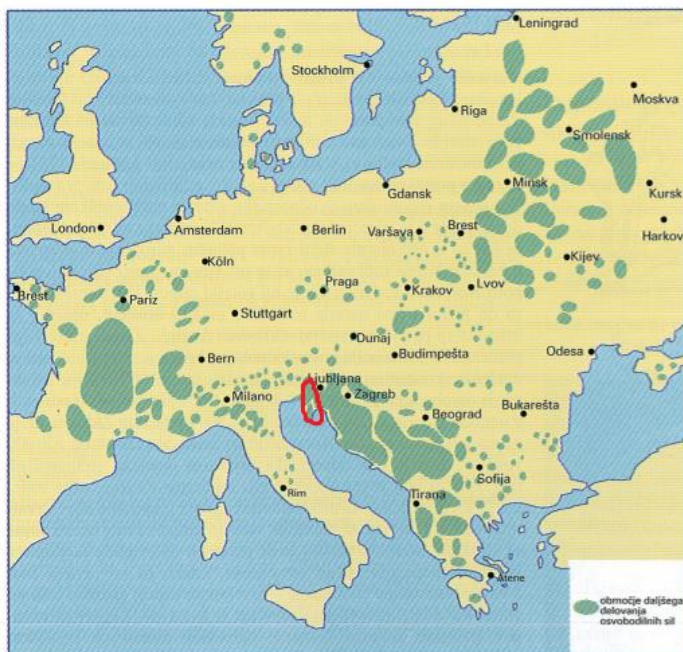 Leningrad
Stockholm
Moskva
Riga
Smolensk
Gdansk
Minsk
Kursk
London
Amsterdam
Berlin
Varšava
Brest
Harkov
Köln
Kijev
Brest
Pariz
Praga
Krakov
Lvov
Stuttgart
Dunaj
Bern
Budimpešta
Odesa
Ljubljana
Milano
Zagreb
Beograd
Bukarešta
Rim
Sofija
Tirana
Atene
območje daljšega
delovanja
osvobodilnih sil